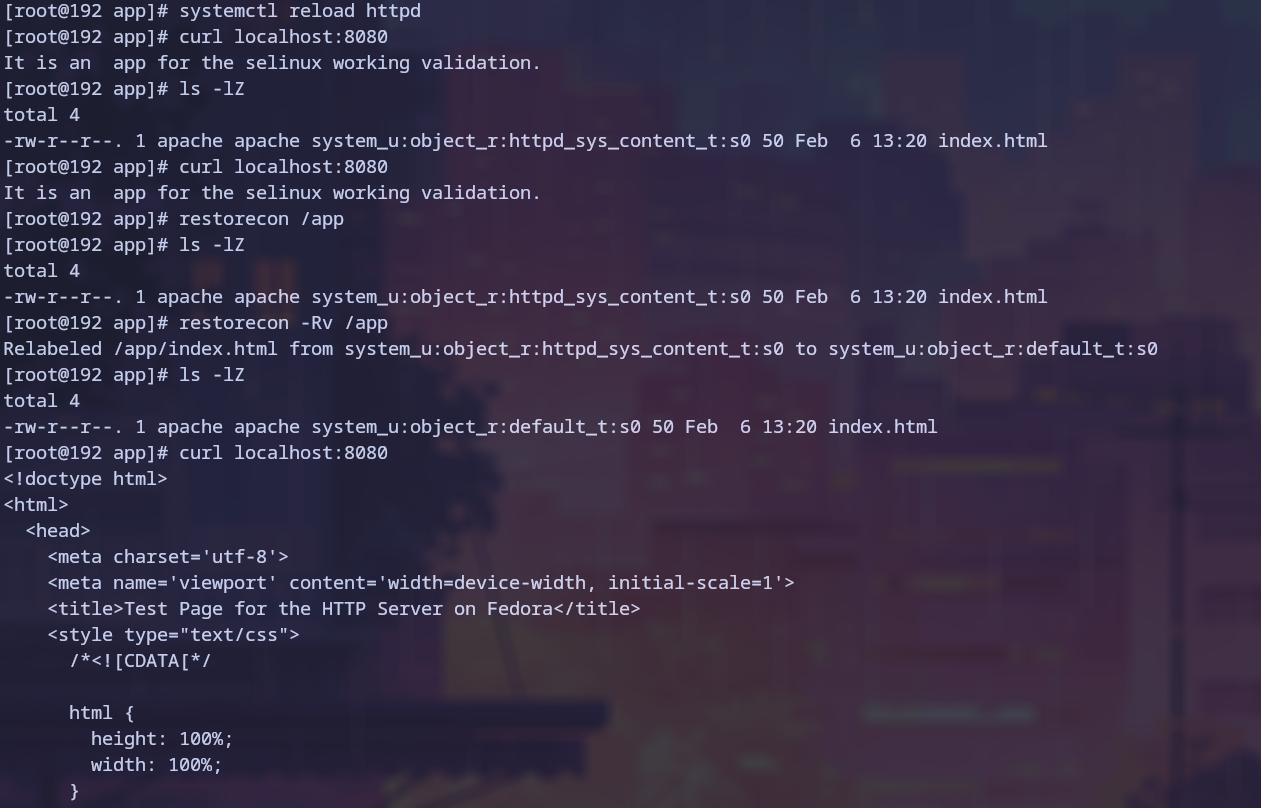 [root@192 app]# systemctl reload httpd
[root@192 app]# curl localhost:8080
It is an  app for the selinux working validation.
[root@192 app]# ls -lZ
total 4
-rw-r--r--. 1 apache apache system_u:object_r:httpd_sys_content_t:s0 50 Feb  6 13:20 index.html
[root@192 app]# curl localhost:8080
It is an  app for the selinux working validation.
[root@192 app]# restorecon /app
[root@192 app]# ls -lZ
total 4
-rw-r--r--. 1 apache apache system_u:object_r:httpd_sys_content_t:s0 50 Feb  6 13:20 index.html
[root@192 app]# restorecon -Rv /app
Relabeled /app/index.html from system_u:object_r:httpd_sys_content_t:s0 to system_u:object_r:default_t:s0
[root@192 app]# ls -lZ
total 4
-rw-r--r--. 1 apache apache system_u:object_r:default_t:s0 50 Feb  6 13:20 index.html
[root@192 app]# curl localhost:8080
<!doctype html>
<html>
  <head>
    <meta charset='utf-8'>
    <meta name='viewport' content='width=device-width, initial-scale=1'>
    <title>Test Page for the HTTP Server on Fedora</title>
    <style type="text/css">
      /*<![CDATA[*/

      html {
        height: 100%;
        width: 100%;
      }